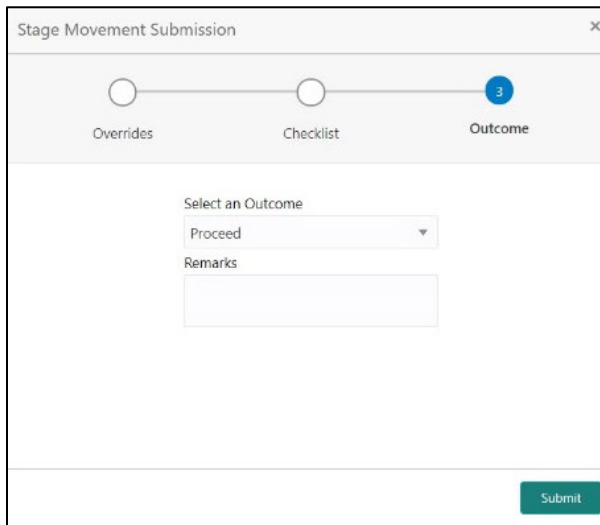 Stage Movement Submission ×
3
Overrides Checklist Outcome
Select an Outcome
Proceed
Remarks
Submit